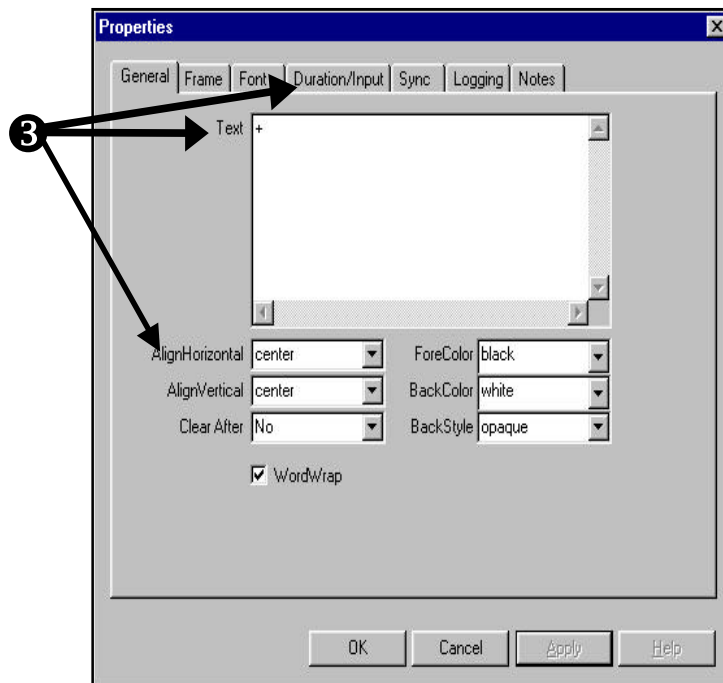 Properties
General Frame Font Duration/Input Sync Logging Notes
3
Text +
AlignHorizontal center ForeColor black
AlignVertical center BackColor white
Clear After No BackStyle opaque
WordWrap
OK Cancel Apply Help